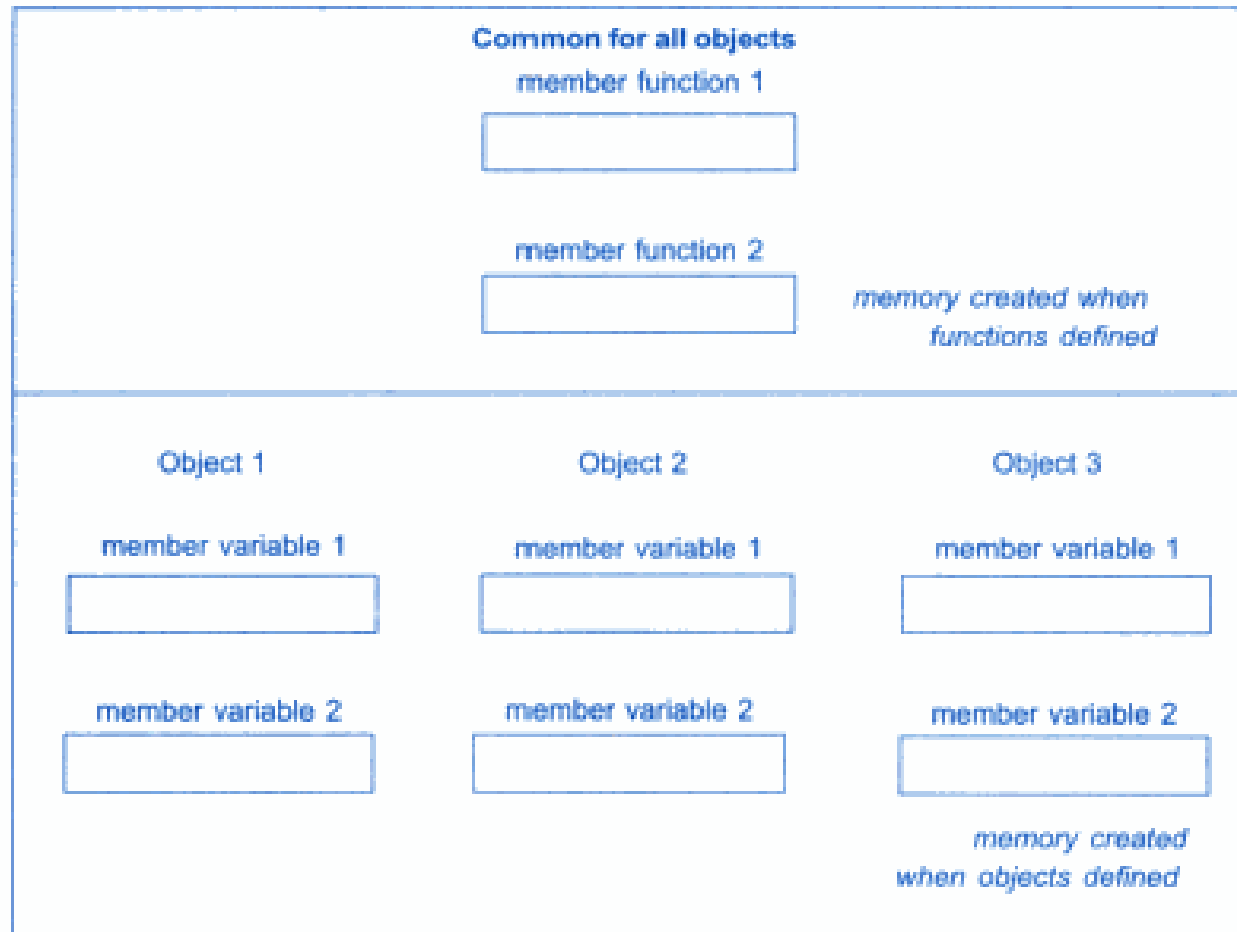 Common for all objects
member function 1
member function 2
memory created when
functions defined
Object 1
Object 2
Object 3
member variable 1
member variable 1
member variable 1
member variable 2
member variable 2
member variable 2
memory created
when objects defined